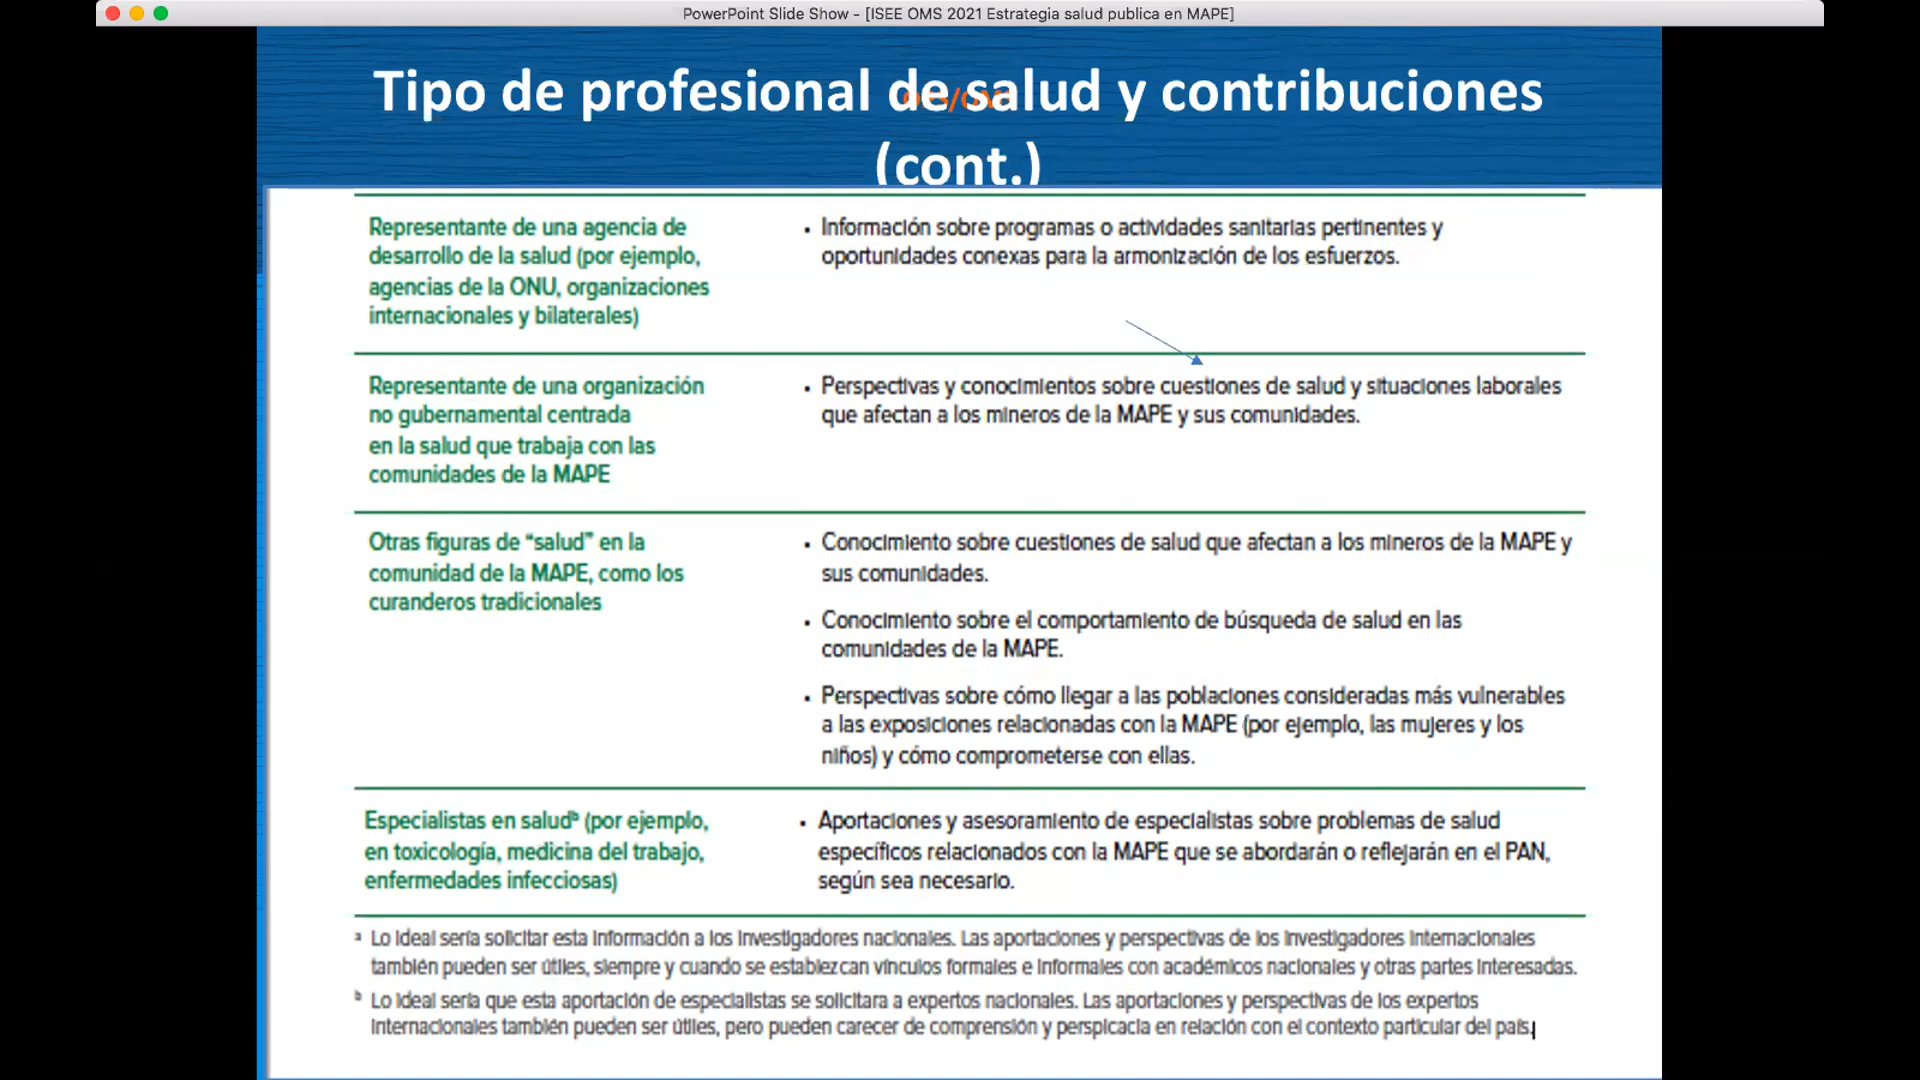 PowerPoint Slide Show - [ISEE OMS 2021 Estrategia salud publica en MAPE]
Tipo de profesional de salud y contribuciones
(cont.)
Representante de una agencia de
desarrollo de la salud (por ejemplo,
agencias de la ONU, organizaciones
internacionales y bilaterales)
• Información sobre programas o actividades sanitarias pertinentes y
oportunidades conexas para la armonización de los esfuerzos.
Representante de una organización
no gubernamental centrada
en la salud que trabaja con las
comunidades de la MAPE
• Perspectivas y conocimientos sobre cuestiones de salud y situaciones laborales
que afectan a los mineros de la MAPE y sus comunidades.
Otras figuras de “salud” en la
comunidad de la MAPE, como los
curanderos tradicionales
• Conocimiento sobre cuestiones de salud que afectan a los mineros de la MAPE y
sus comunidades.
• Conocimiento sobre el comportamiento de búsqueda de salud en las
comunidades de la MAPE.
• Perspectivas sobre cómo llegar a las poblaciones consideradas más vulnerables
a las exposiciones relacionadas con la MAPE (por ejemplo, las mujeres y los
niños) y cómo comprometerse con ellas.
Especialistas en saludᵇ (por ejemplo,
en toxicología, medicina del trabajo,
enfermedades infecciosas)
• Aportaciones y asesoramiento de especialistas sobre problemas de salud
específicos relacionados con la MAPE que se abordarán o reflejarán en el PAN,
según sea necesario.
ᵃ Lo ideal sería solicitar esta información a los investigadores nacionales. Las aportaciones y perspectivas de los investigadores internacionales
también pueden ser útiles, siempre y cuando se establezcan vínculos formales e informales con académicos nacionales y otras partes interesadas.
ᵇ Lo ideal sería que esta aportación de especialistas se solicitara a expertos nacionales. Las aportaciones y perspectivas de los expertos
internacionales también pueden ser útiles, pero pueden carecer de comprensión y perspicacia en relación con el contexto particular del país.